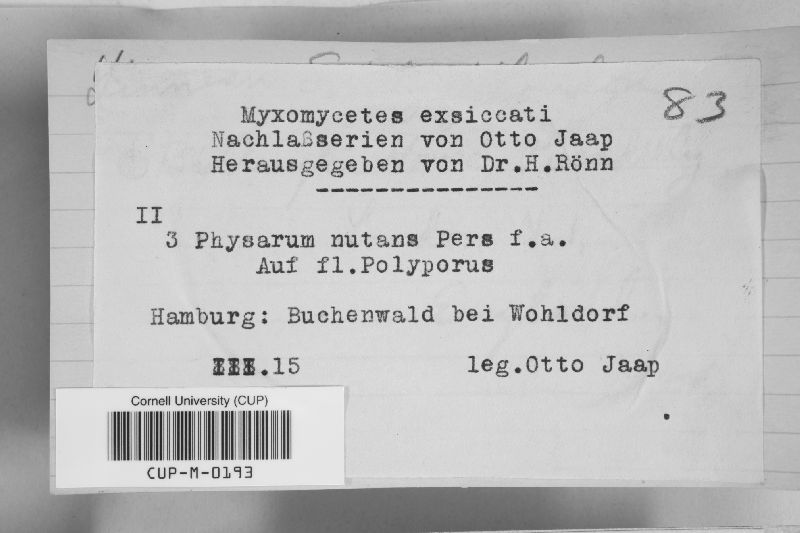 83
Myxomycetes exsiccati
Nachlaßserien von Otto Jaap
Herausgegeben von Dr.H.Rönn
---------------
II
3 Physarum nutans Pers f.a.
Auf fl.Polyporus
Hamburg: Buchenwald bei Wohldorf
III.15 leg.Otto Jaap
Cornell University (CUP)
CUP-M-0193